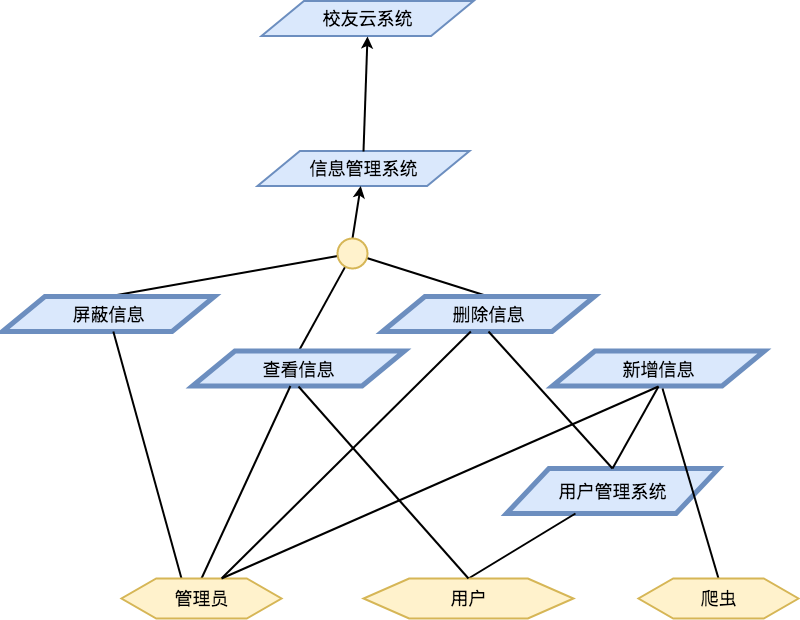 校友云系统
信息管理系统
屏蔽信息
删除信息
查看信息
新增信息
用户管理系统
管理员
用户
爬虫